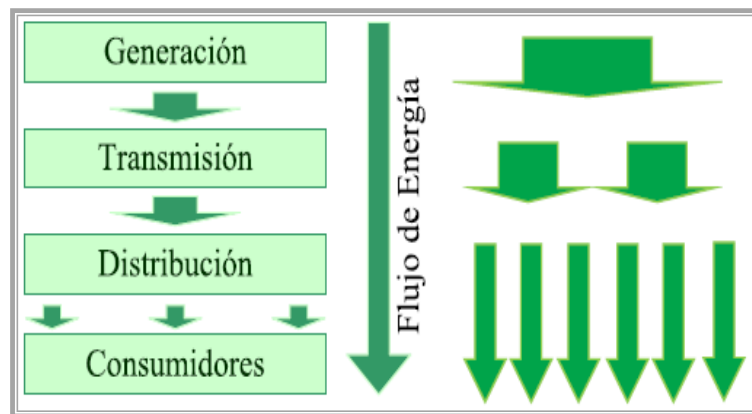 Generación
Transmisión
Distribución
Consumidores
Flujo de Energía